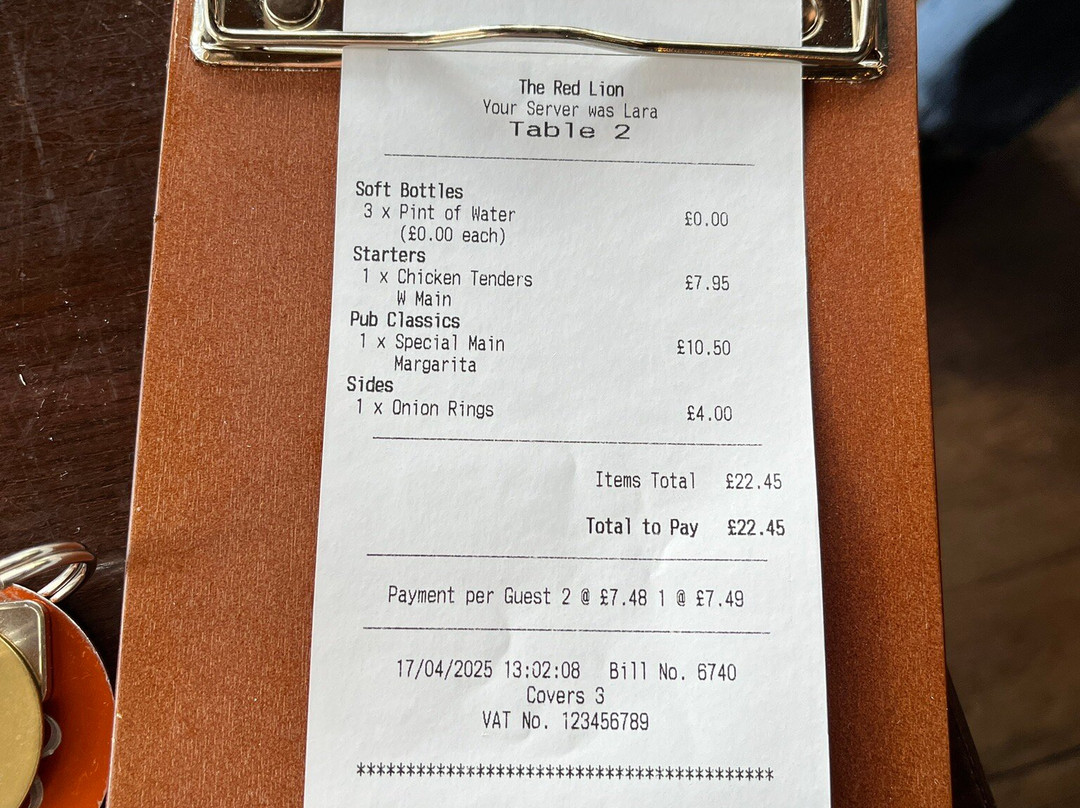 The Red Lion
Your Server was Lara
Table 2
Soft Bottles
3 x Pint of Water £0.00
(£0.00 each)
Starters
1 x Chicken Tenders £7.95
W Main
Pub Classics
1 x Special Main £10.50
Margarita
Sides
1 x Onion Rings £4.00
Items Total £22.45
Total to Pay £22.45
Payment per Guest 2 @ £7.48 1 @ £7.49
17/04/2025 13:02:08 Bill No. 6740
Covers 3
VAT No. 123456789
******************************************